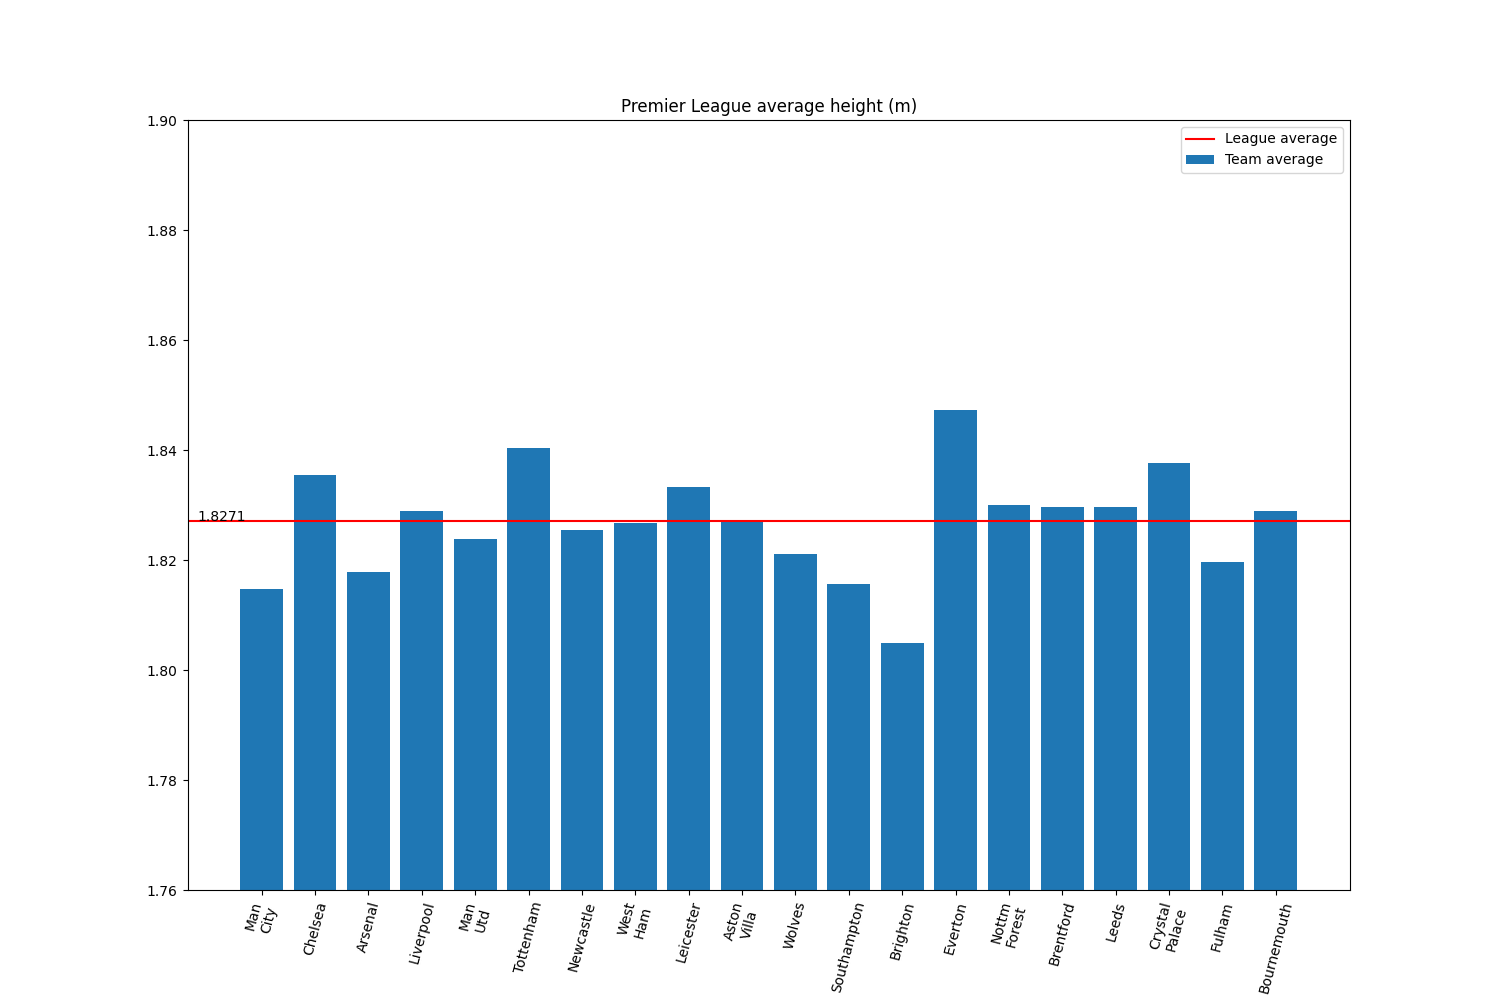 Premier League average height (m)
League average
Team average
1.90
1.88
1.86
1.84
1.82
1.80
1.78
1.76
1.8271
Man
City
Chelsea
Arsenal
Liverpool
Man
Utd
Tottenham
Newcastle
West
Ham
Leicester
Aston
Villa
Wolves
Southampton
Brighton
Everton
Nottm
Forest
Brentford
Leeds
Crystal
Palace
Fulham
Bournemouth